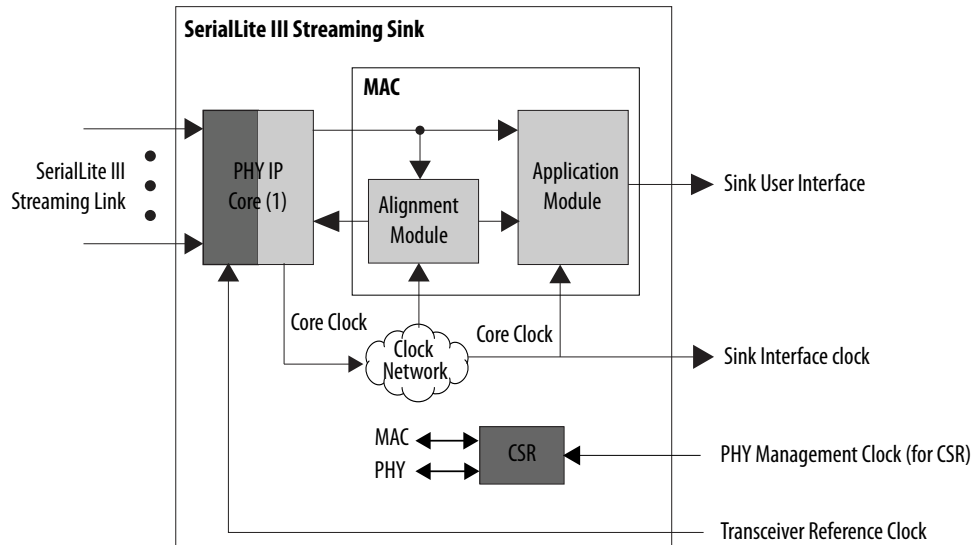 SerialLite III Streaming Sink
MAC
SerialLite III
Streaming Link
PHY IP
Core (1)
Alignment
Module
Application
Module
Sink User Interface
Core Clock
Clock
Network
Core Clock
Sink Interface clock
MAC
PHY
CSR
PHY Management Clock (for CSR)
Transceiver Reference Clock